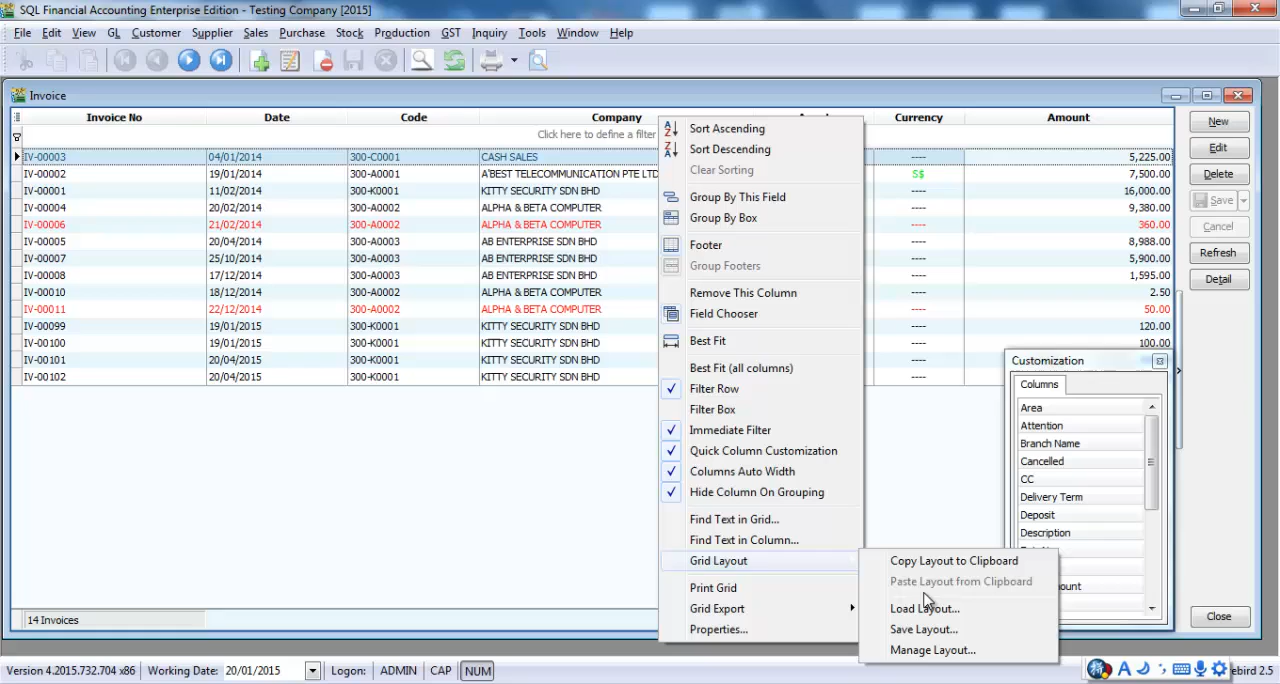 SQL Financial Accounting Enterprise Edition - Testing Company [2015]
File Edit View GL Customer Supplier Sales Purchase Stock Production GST Inquiry Tools Window Help
Invoice
Invoice No Date Code Company Currency Amount
Click here to define a filter
IV-00003 04/01/2014 300-C0001 CASH SALES ---- 5,225.00
IV-00002 19/01/2014 300-A0001 A'BEST TELECOMMUNICATION PTE LTD S$ 7,500.00
IV-00001 11/02/2014 300-K0001 KITTY SECURITY SDN BHD ---- 16,000.00
IV-00004 20/02/2014 300-A0002 ALPHA & BETA COMPUTER ---- 9,380.00
IV-00006 21/02/2014 300-A0002 ALPHA & BETA COMPUTER ---- 360.00
IV-00005 20/04/2014 300-A0003 AB ENTERPRISE SDN BHD ---- 8,988.00
IV-00007 25/10/2014 300-A0003 AB ENTERPRISE SDN BHD ---- 5,900.00
IV-00008 17/12/2014 300-A0003 AB ENTERPRISE SDN BHD ---- 1,595.00
IV-00010 18/12/2014 300-A0002 ALPHA & BETA COMPUTER ---- 2.50
IV-00011 22/12/2014 300-A0002 ALPHA & BETA COMPUTER ---- 50.00
IV-00099 19/01/2015 300-K0001 KITTY SECURITY SDN BHD ---- 120.00
IV-00100 19/01/2015 300-K0001 KITTY SECURITY SDN BHD ---- 100.00
IV-00101 20/04/2015 300-K0001 KITTY SECURITY SDN BHD ----
IV-00102 20/04/2015 300-K0001 KITTY SECURITY SDN BHD ----
14 Invoices
Sort Ascending
Sort Descending
Clear Sorting
Group By This Field
Group By Box
Footer
Group Footers
Remove This Column
Field Chooser
Best Fit
Best Fit (all columns)
Filter Row
Filter Box
Immediate Filter
Quick Column Customization
Columns Auto Width
Hide Column On Grouping
Find Text in Grid...
Find Text in Column...
Grid Layout
Print Grid
Grid Export
Properties...
Copy Layout to Clipboard
Paste Layout from Clipboard
Load Layout...
Save Layout...
Manage Layout...
Customization
Columns
Area
Attention
Branch Name
Cancelled
CC
Delivery Term
Deposit
Description
New
Edit
Delete
Save
Cancel
Refresh
Detail
Close
Version 4.2015.732.704 x86 Working Date: 20/01/2015 Logon: ADMIN CAP NUM ebird 2.5